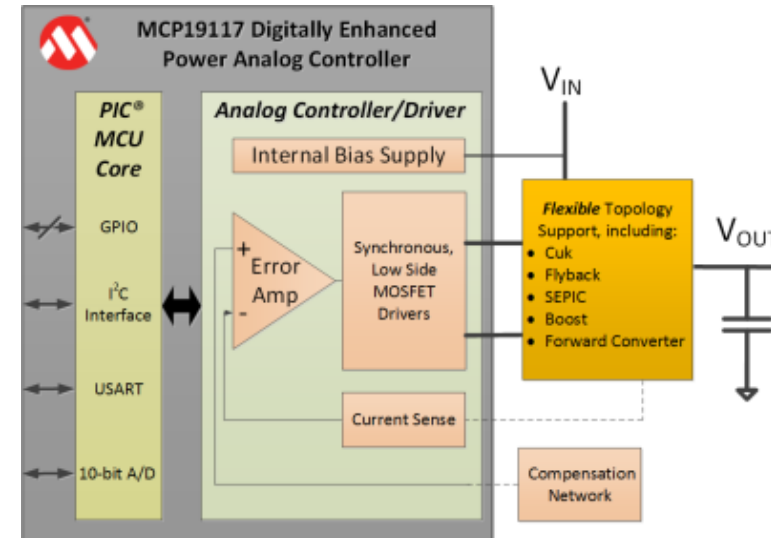 MCP19117 Digitally Enhanced
Power Analog Controller
PIC®
MCU
Core
GPIO
I²C
Interface
USART
10-bit A/D
Analog Controller/Driver
Internal Bias Supply
+
Error
Amp
-
Synchronous,
Low Side
MOSFET
Drivers
Current Sense
VIN
Flexible Topology
Support, including:
• Cuk
• Flyback
• SEPIC
• Boost
• Forward Converter
VOUT
Compensation
Network